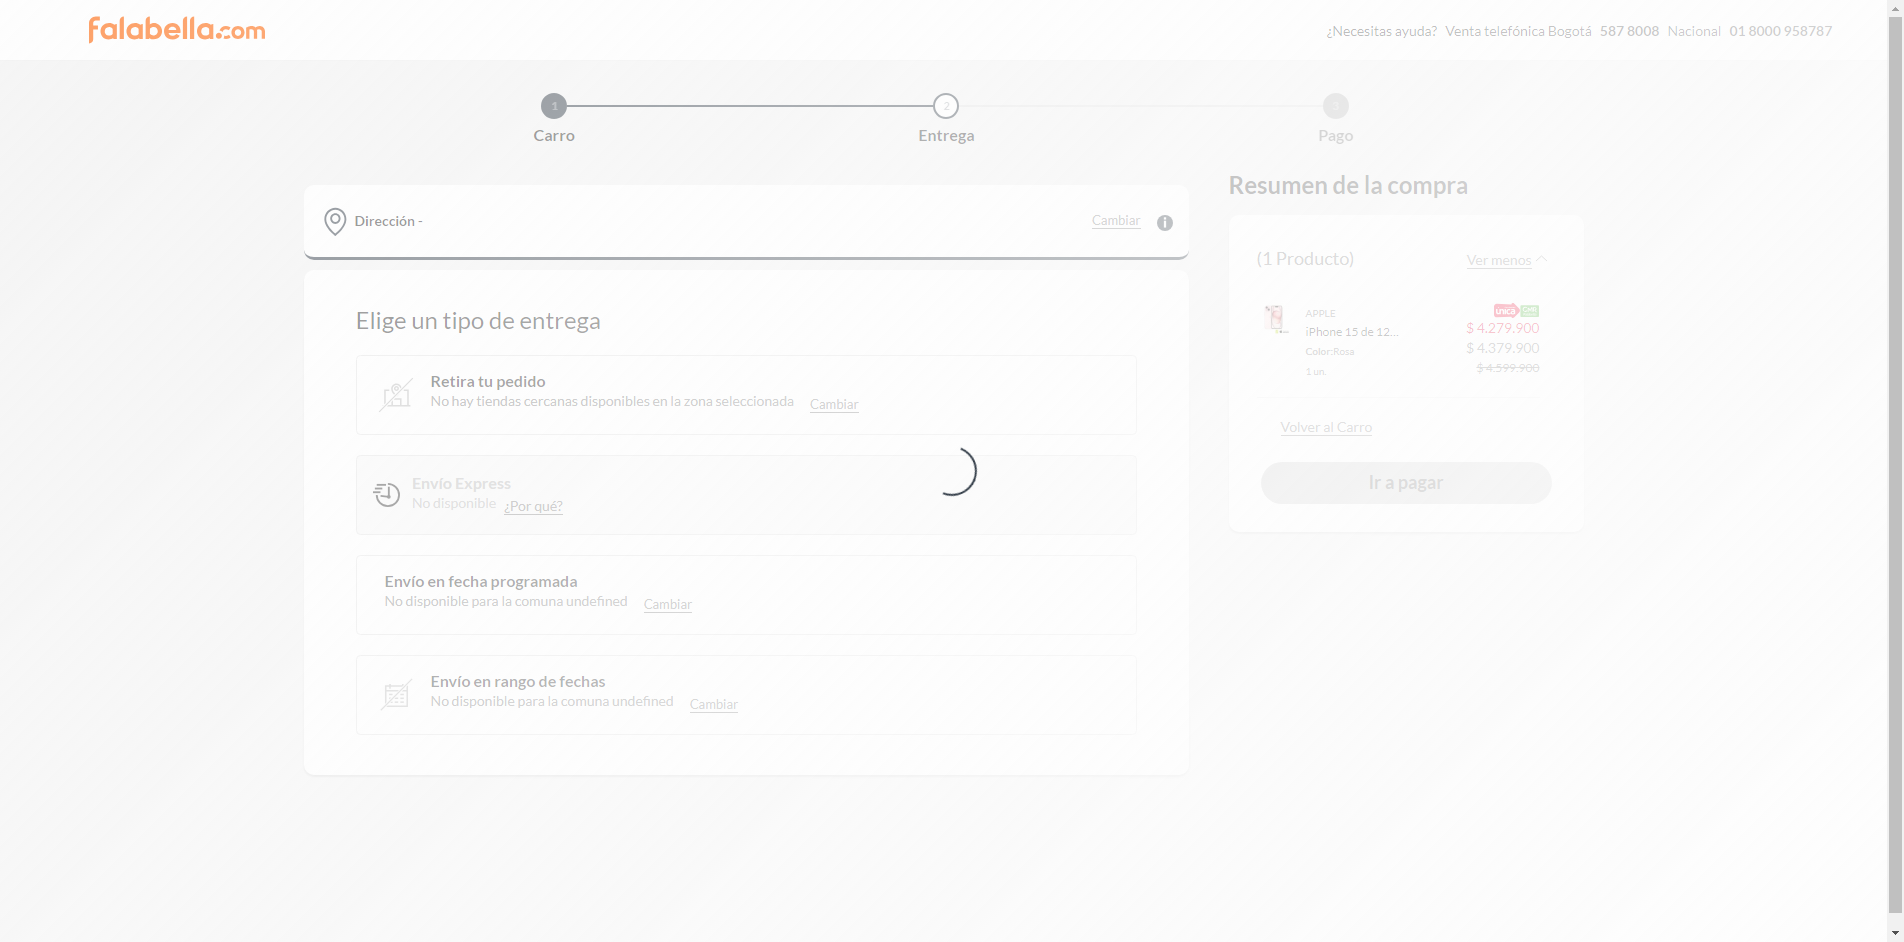 falabella.com
¿Necesitas ayuda? Venta telefónica Bogotá 587 8008 Nacional 01 8000 958787
1
2
3
Carro
Entrega
Pago
Dirección -
Cambiar
Elige un tipo de entrega
Retira tu pedido
No hay tiendas cercanas disponibles en la zona seleccionada Cambiar
Envío Express
No disponible ¿Por qué?
Envío en fecha programada
No disponible para la comuna undefined Cambiar
Envío en rango de fechas
No disponible para la comuna undefined Cambiar
Resumen de la compra
(1 Producto)
Ver menos
APPLE
iPhone 15 de 12...
Color:Rosa
1 un.
única
$ 4.279.900
$ 4.379.900
$ 4.599.900
Volver al Carro
Ir a pagar